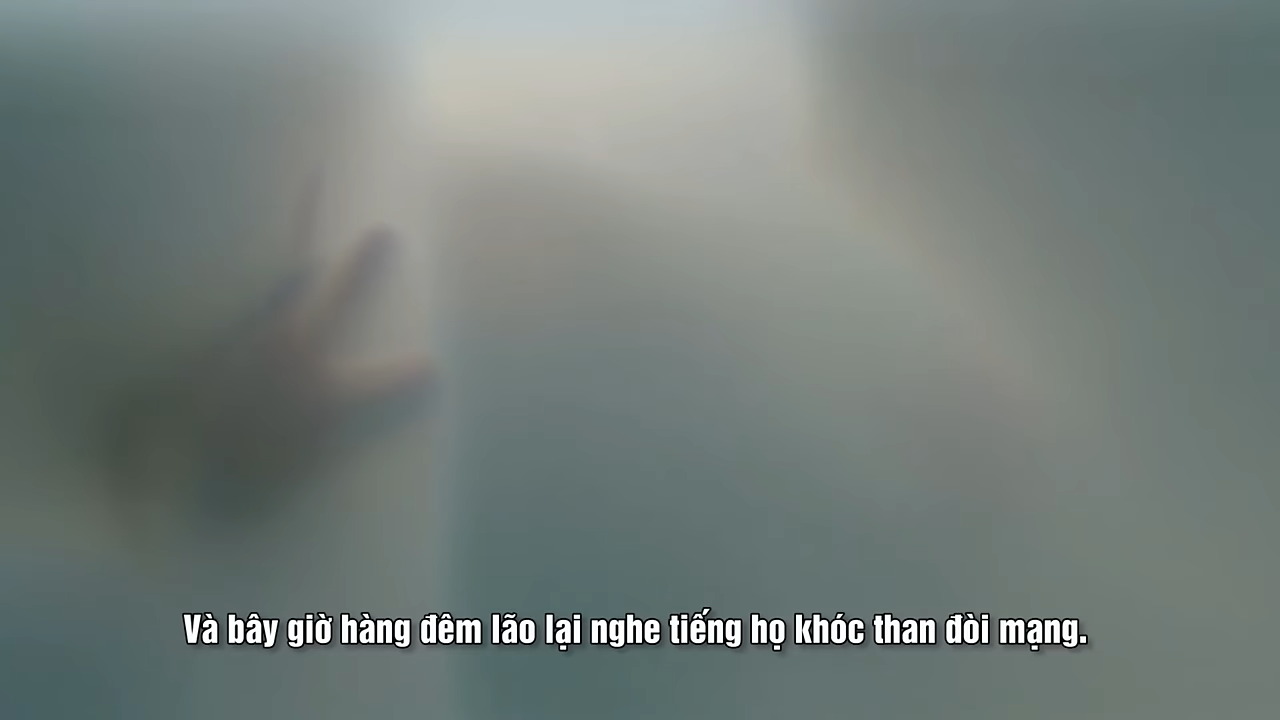 Và bây giờ hàng đêm lão lại nghe tiếng họ khóc than đòi mạng.